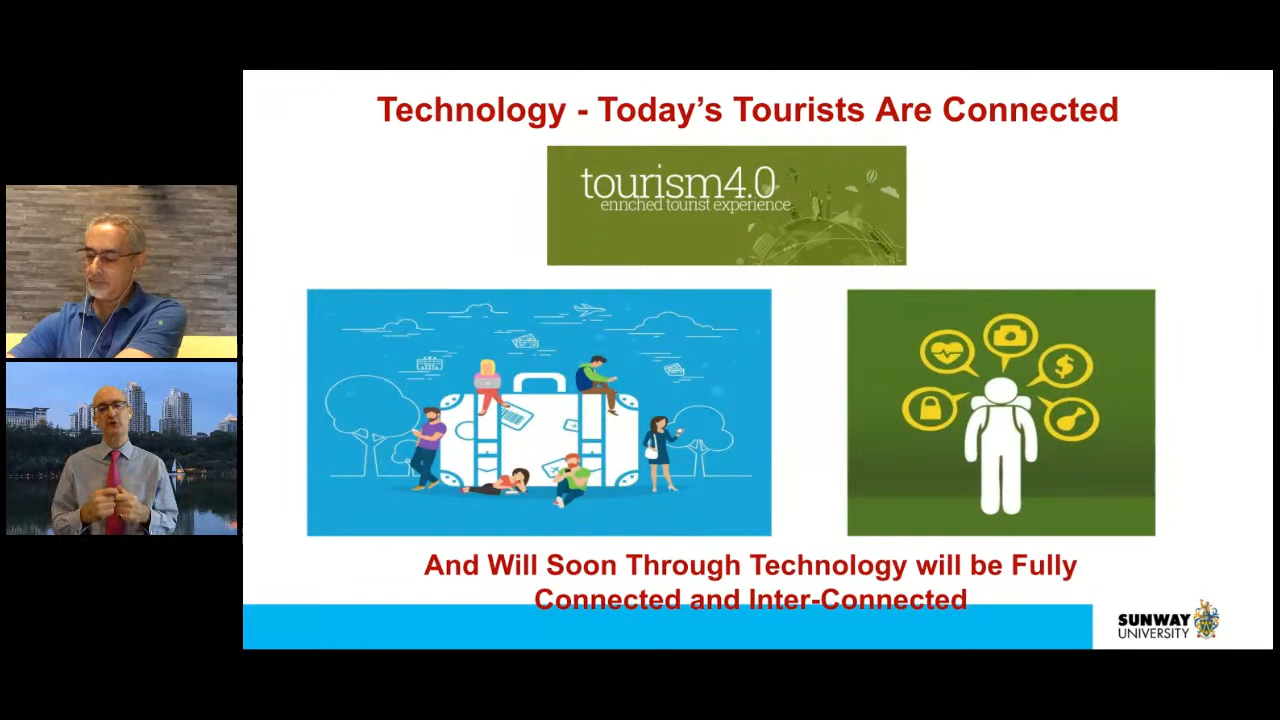 Technology - Today's Tourists Are Connected
tourism4.0
enriched tourist experience
$
And Will Soon Through Technology will be Fully
Connected and Inter-Connected
SUNWAY
UNIVERSITY